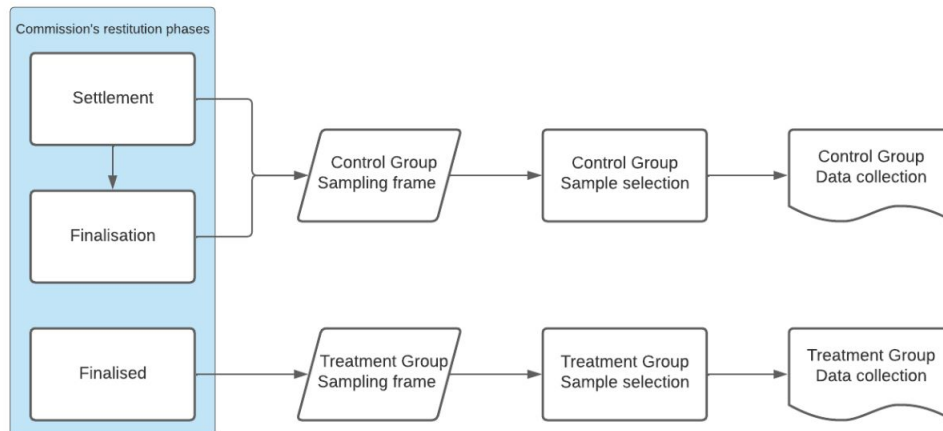 Commission's restitution phases
Settlement
Finalisation
Finalised
Control Group
Sampling frame
Control Group
Sample selection
Control Group
Data collection
Treatment Group
Sampling frame
Treatment Group
Sample selection
Treatment Group
Data collection